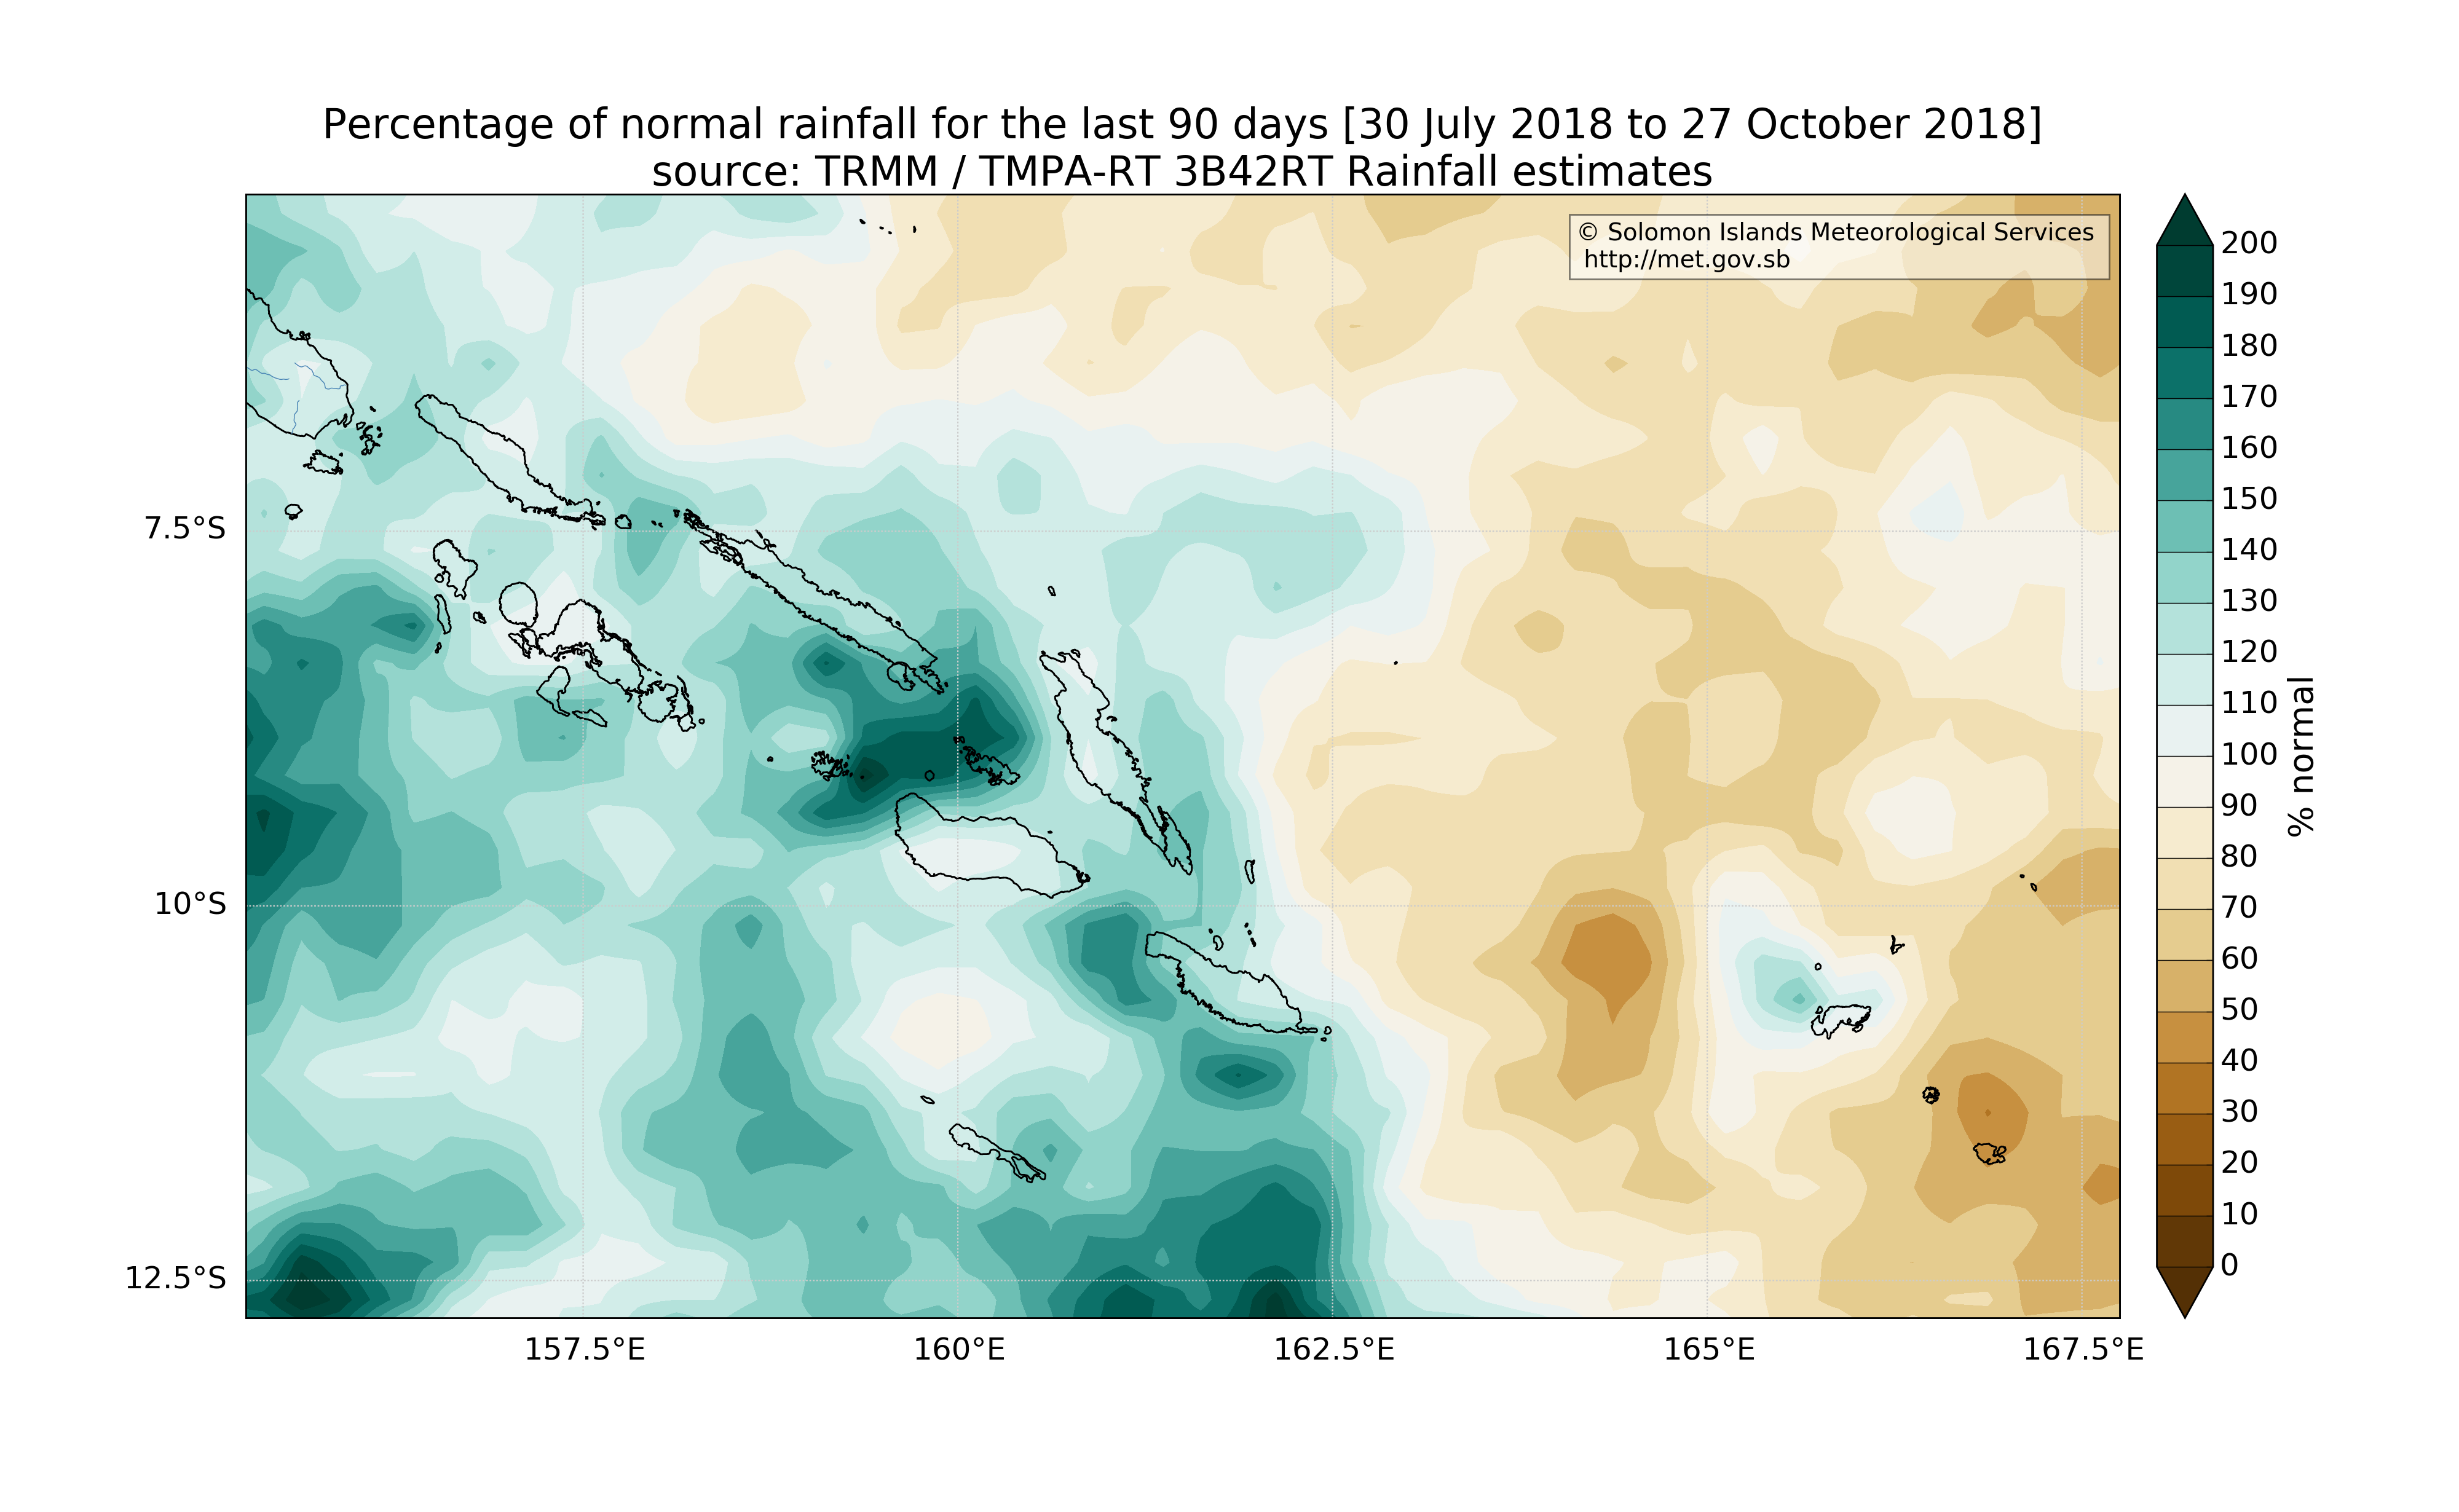 Percentage of normal rainfall for the last 90 days [30 July 2018 to 27 October 2018]
source: TRMM / TMPA-RT 3B42RT Rainfall estimates
© Solomon Islands Meteorological Services
http://met.gov.sb
7.5°S
10°S
12.5°S
157.5°E
160°E
162.5°E
165°E
167.5°E
200
190
180
170
160
150
140
130
120
110
100
90
80
70
60
50
40
30
20
10
0
% normal